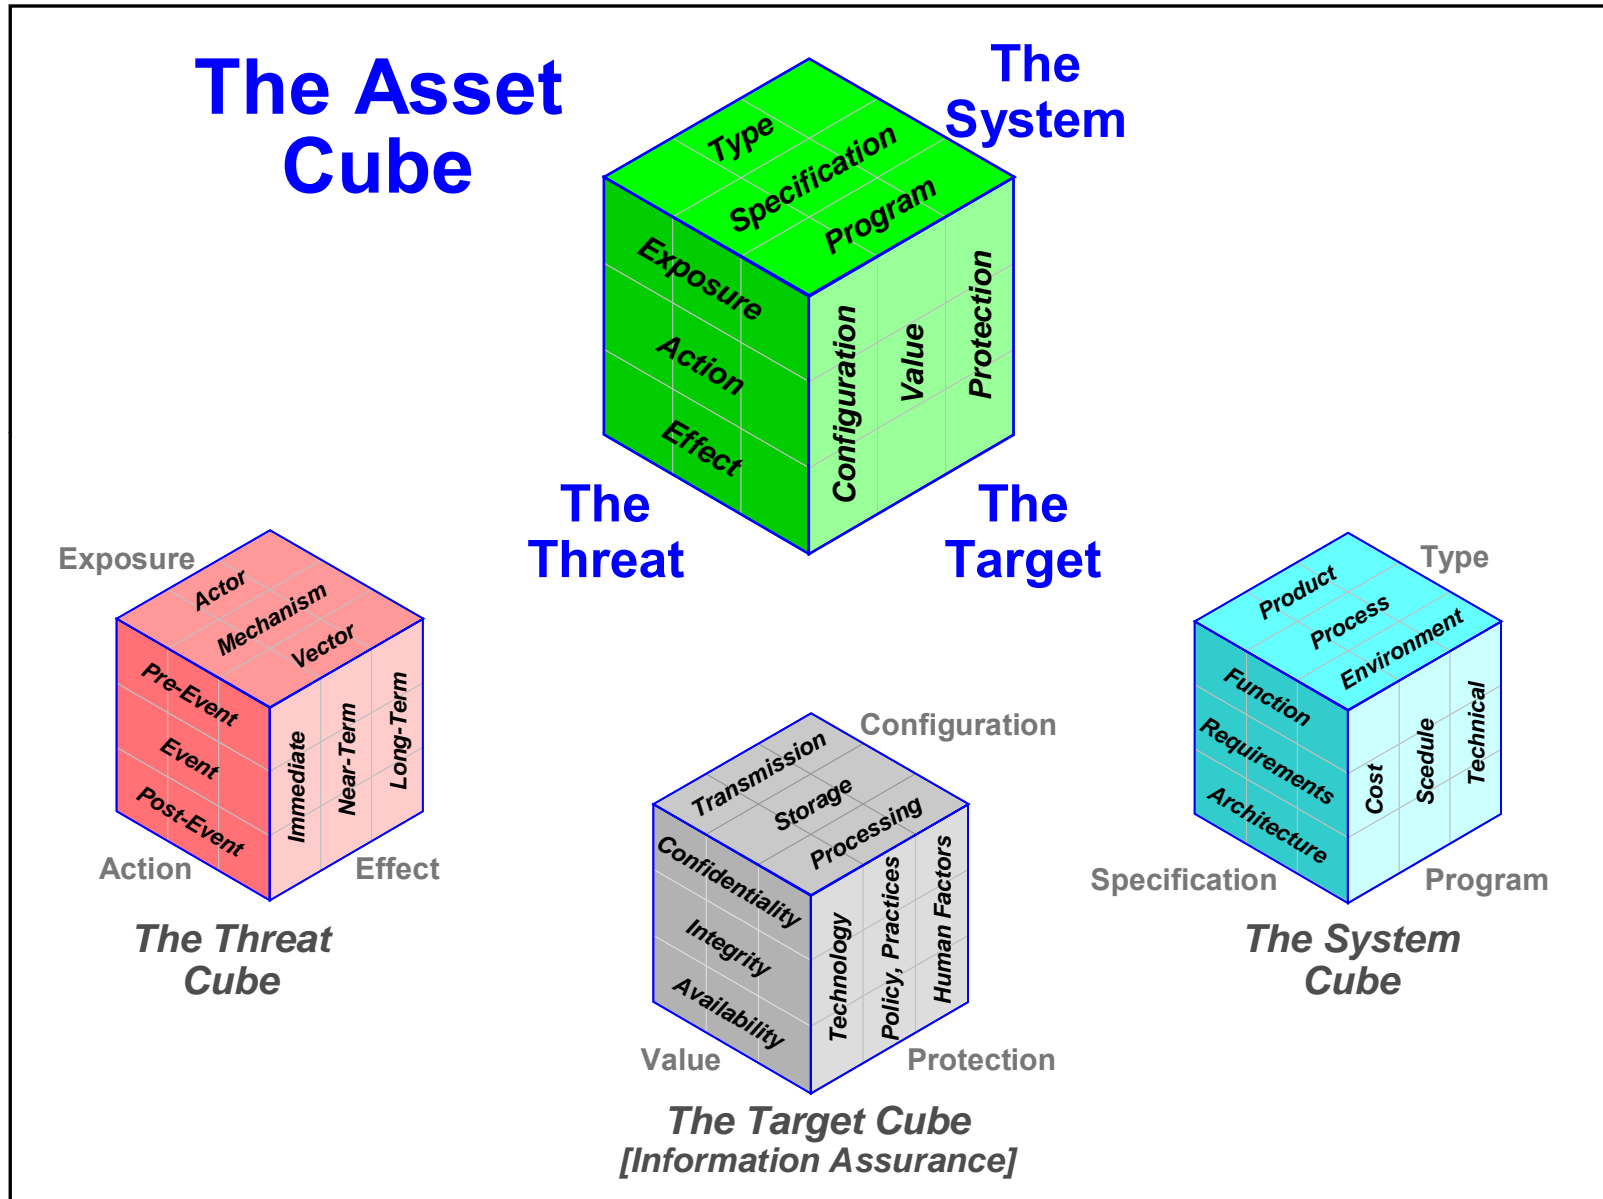 The Asset
Cube
The
System
Type
Specification
Program
Exposure
Action
Effect
Configuration
Value
Protection
The
Threat
The
Target
Exposure
Actor
Mechanism
Vector
Pre-Event
Event
Post-Event
Immediate
Near-Term
Long-Term
Action
Effect
The Threat
Cube
Configuration
Transmission
Storage
Processing
Confidentiality
Integrity
Availability
Technology
Policy, Practices
Human Factors
Value
Protection
The Target Cube
[Information Assurance]
Type
Product
Process
Environment
Function
Requirements
Architecture
Cost
Scedule
Technical
Specification
Program
The System
Cube